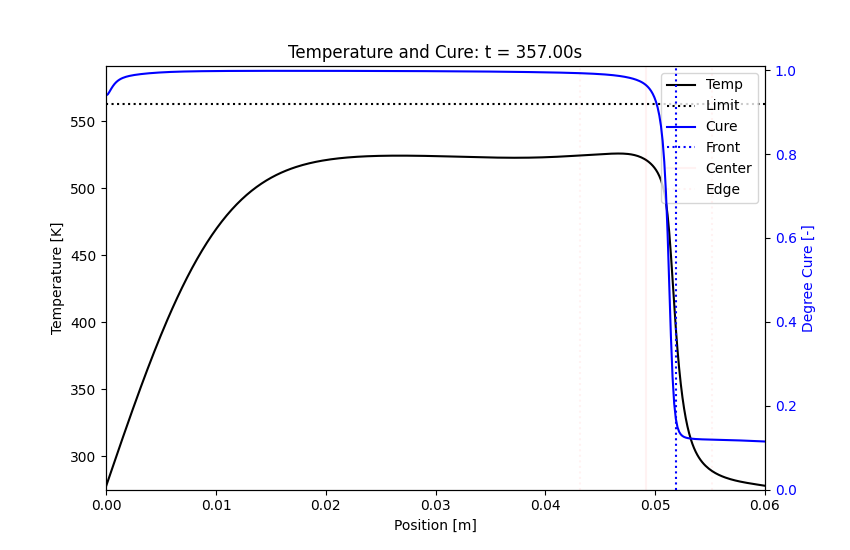 Temperature and Cure: t = 357.00s
Temp
Limit
Cure
Front
Center
Edge
550
500
450
400
350
300
Temperature [K]
1.0
0.8
0.6
0.4
0.2
0.0
Degree Cure [-]
0.00 0.01 0.02 0.03 0.04 0.05 0.06
Position [m]